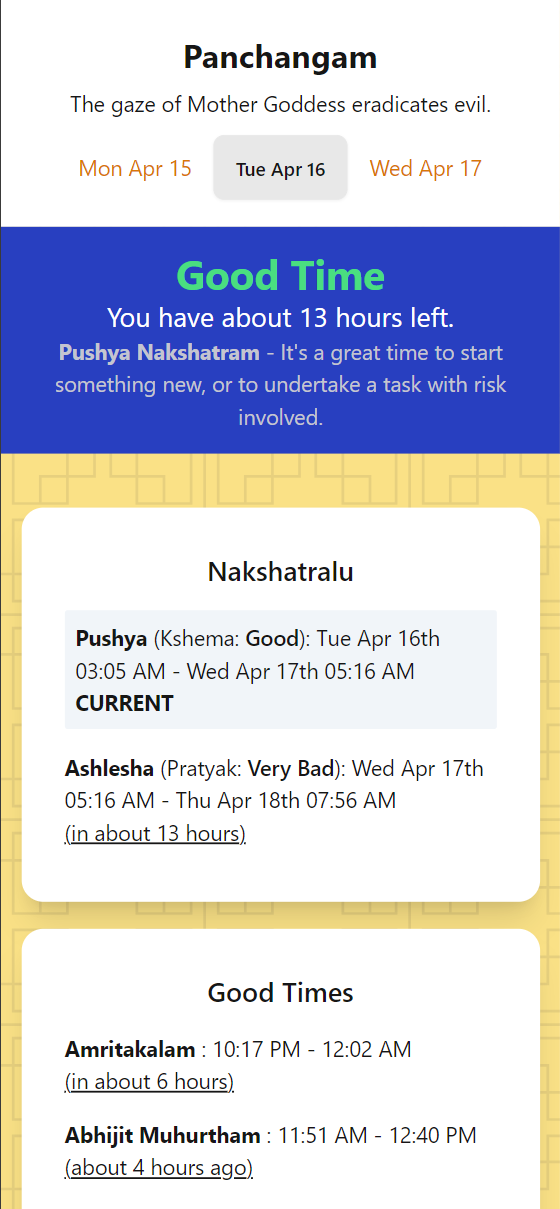 Panchangam
The gaze of Mother Goddess eradicates evil.
Mon Apr 15 Tue Apr 16 Wed Apr 17
Good Time
You have about 13 hours left.
Pushya Nakshatram - It's a great time to start
something new, or to undertake a task with risk
involved.
Nakshatralu
Pushya (Kshema: Good): Tue Apr 16th
03:05 AM - Wed Apr 17th 05:16 AM
CURRENT
Ashlesha (Pratyak: Very Bad): Wed Apr 17th
05:16 AM - Thu Apr 18th 07:56 AM
(in about 13 hours)
Good Times
Amritakalam : 10:17 PM - 12:02 AM
(in about 6 hours)
Abhijit Muhurtham : 11:51 AM - 12:40 PM
(about 4 hours ago)